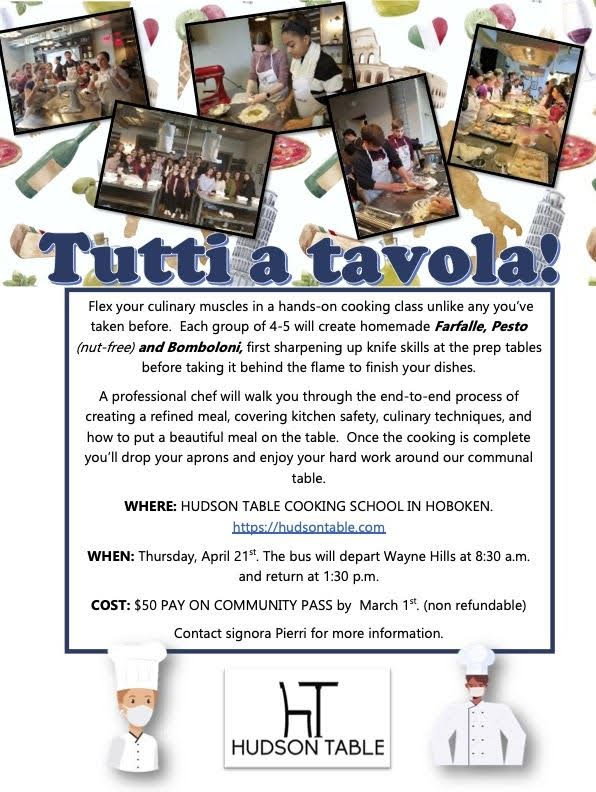 Tutti a tavola!
Flex your culinary muscles in a hands-on cooking class unlike any you’ve
taken before.  Each group of 4-5 will create homemade Farfalle, Pesto
(nut-free) and Bomboloni, first sharpening up knife skills at the prep tables
before taking it behind the flame to finish your dishes.
A professional chef will walk you through the end-to-end process of
creating a refined meal, covering kitchen safety, culinary techniques, and
how to put a beautiful meal on the table.  Once the cooking is complete
you’ll drop your aprons and enjoy your hard work around our communal
table.
WHERE: HUDSON TABLE COOKING SCHOOL IN HOBOKEN.
https://hudsontable.com
WHEN: Thursday, April 21st. The bus will depart Wayne Hills at 8:30 a.m.
and return at 1:30 p.m.
COST: $50 PAY ON COMMUNITY PASS by  March 1st. (non refundable)
Contact signora Pierri for more information.
HT
HUDSON TABLE